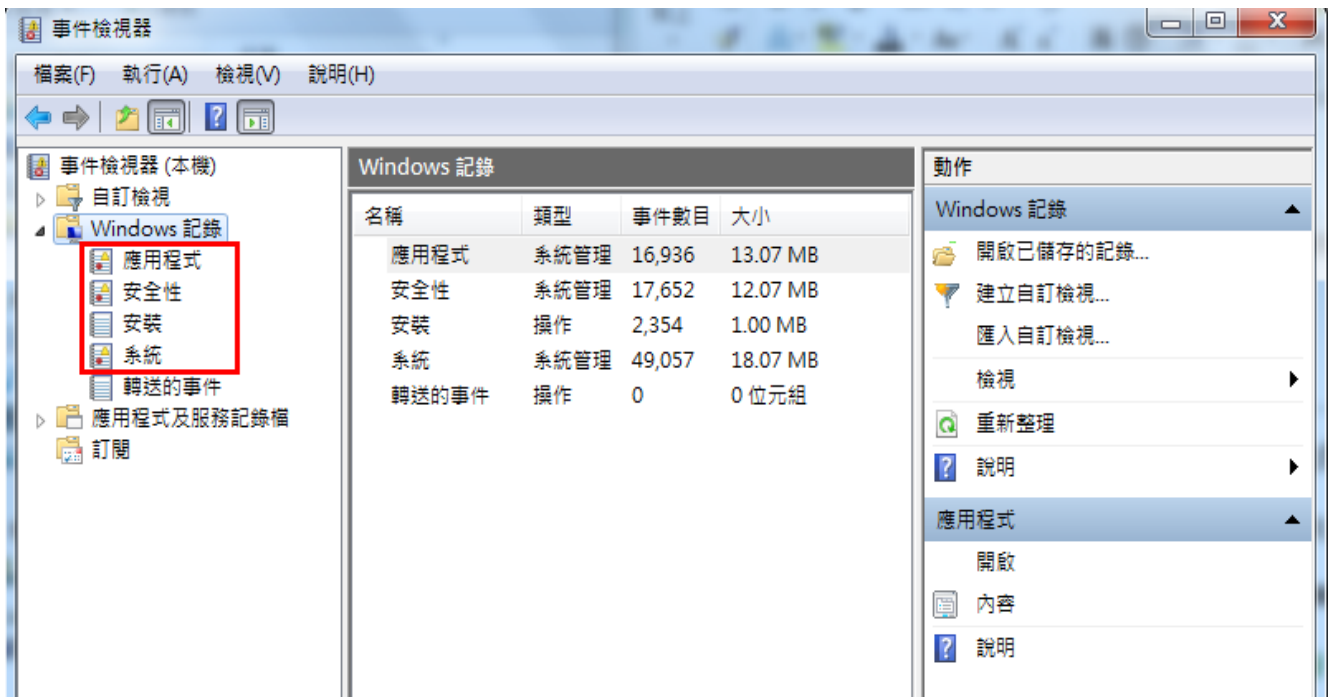 事件檢視器
檔案(F) 執行(A) 檢視(V) 說明(H)
事件檢視器 (本機)
自訂檢視
Windows 記錄
應用程式
安全性
安裝
系統
轉送的事件
應用程式及服務記錄檔
訂閱
Windows 記錄
名稱 類型 事件數目 大小
應用程式 系統管理 16,936 13.07 MB
安全性 系統管理 17,652 12.07 MB
安裝 操作 2,354 1.00 MB
系統 系統管理 49,057 18.07 MB
轉送的事件 操作 0 0 位元組
動作
Windows 記錄
開啟已儲存的記錄...
建立自訂檢視...
匯入自訂檢視...
檢視
重新整理
說明
應用程式
開啟
內容
說明